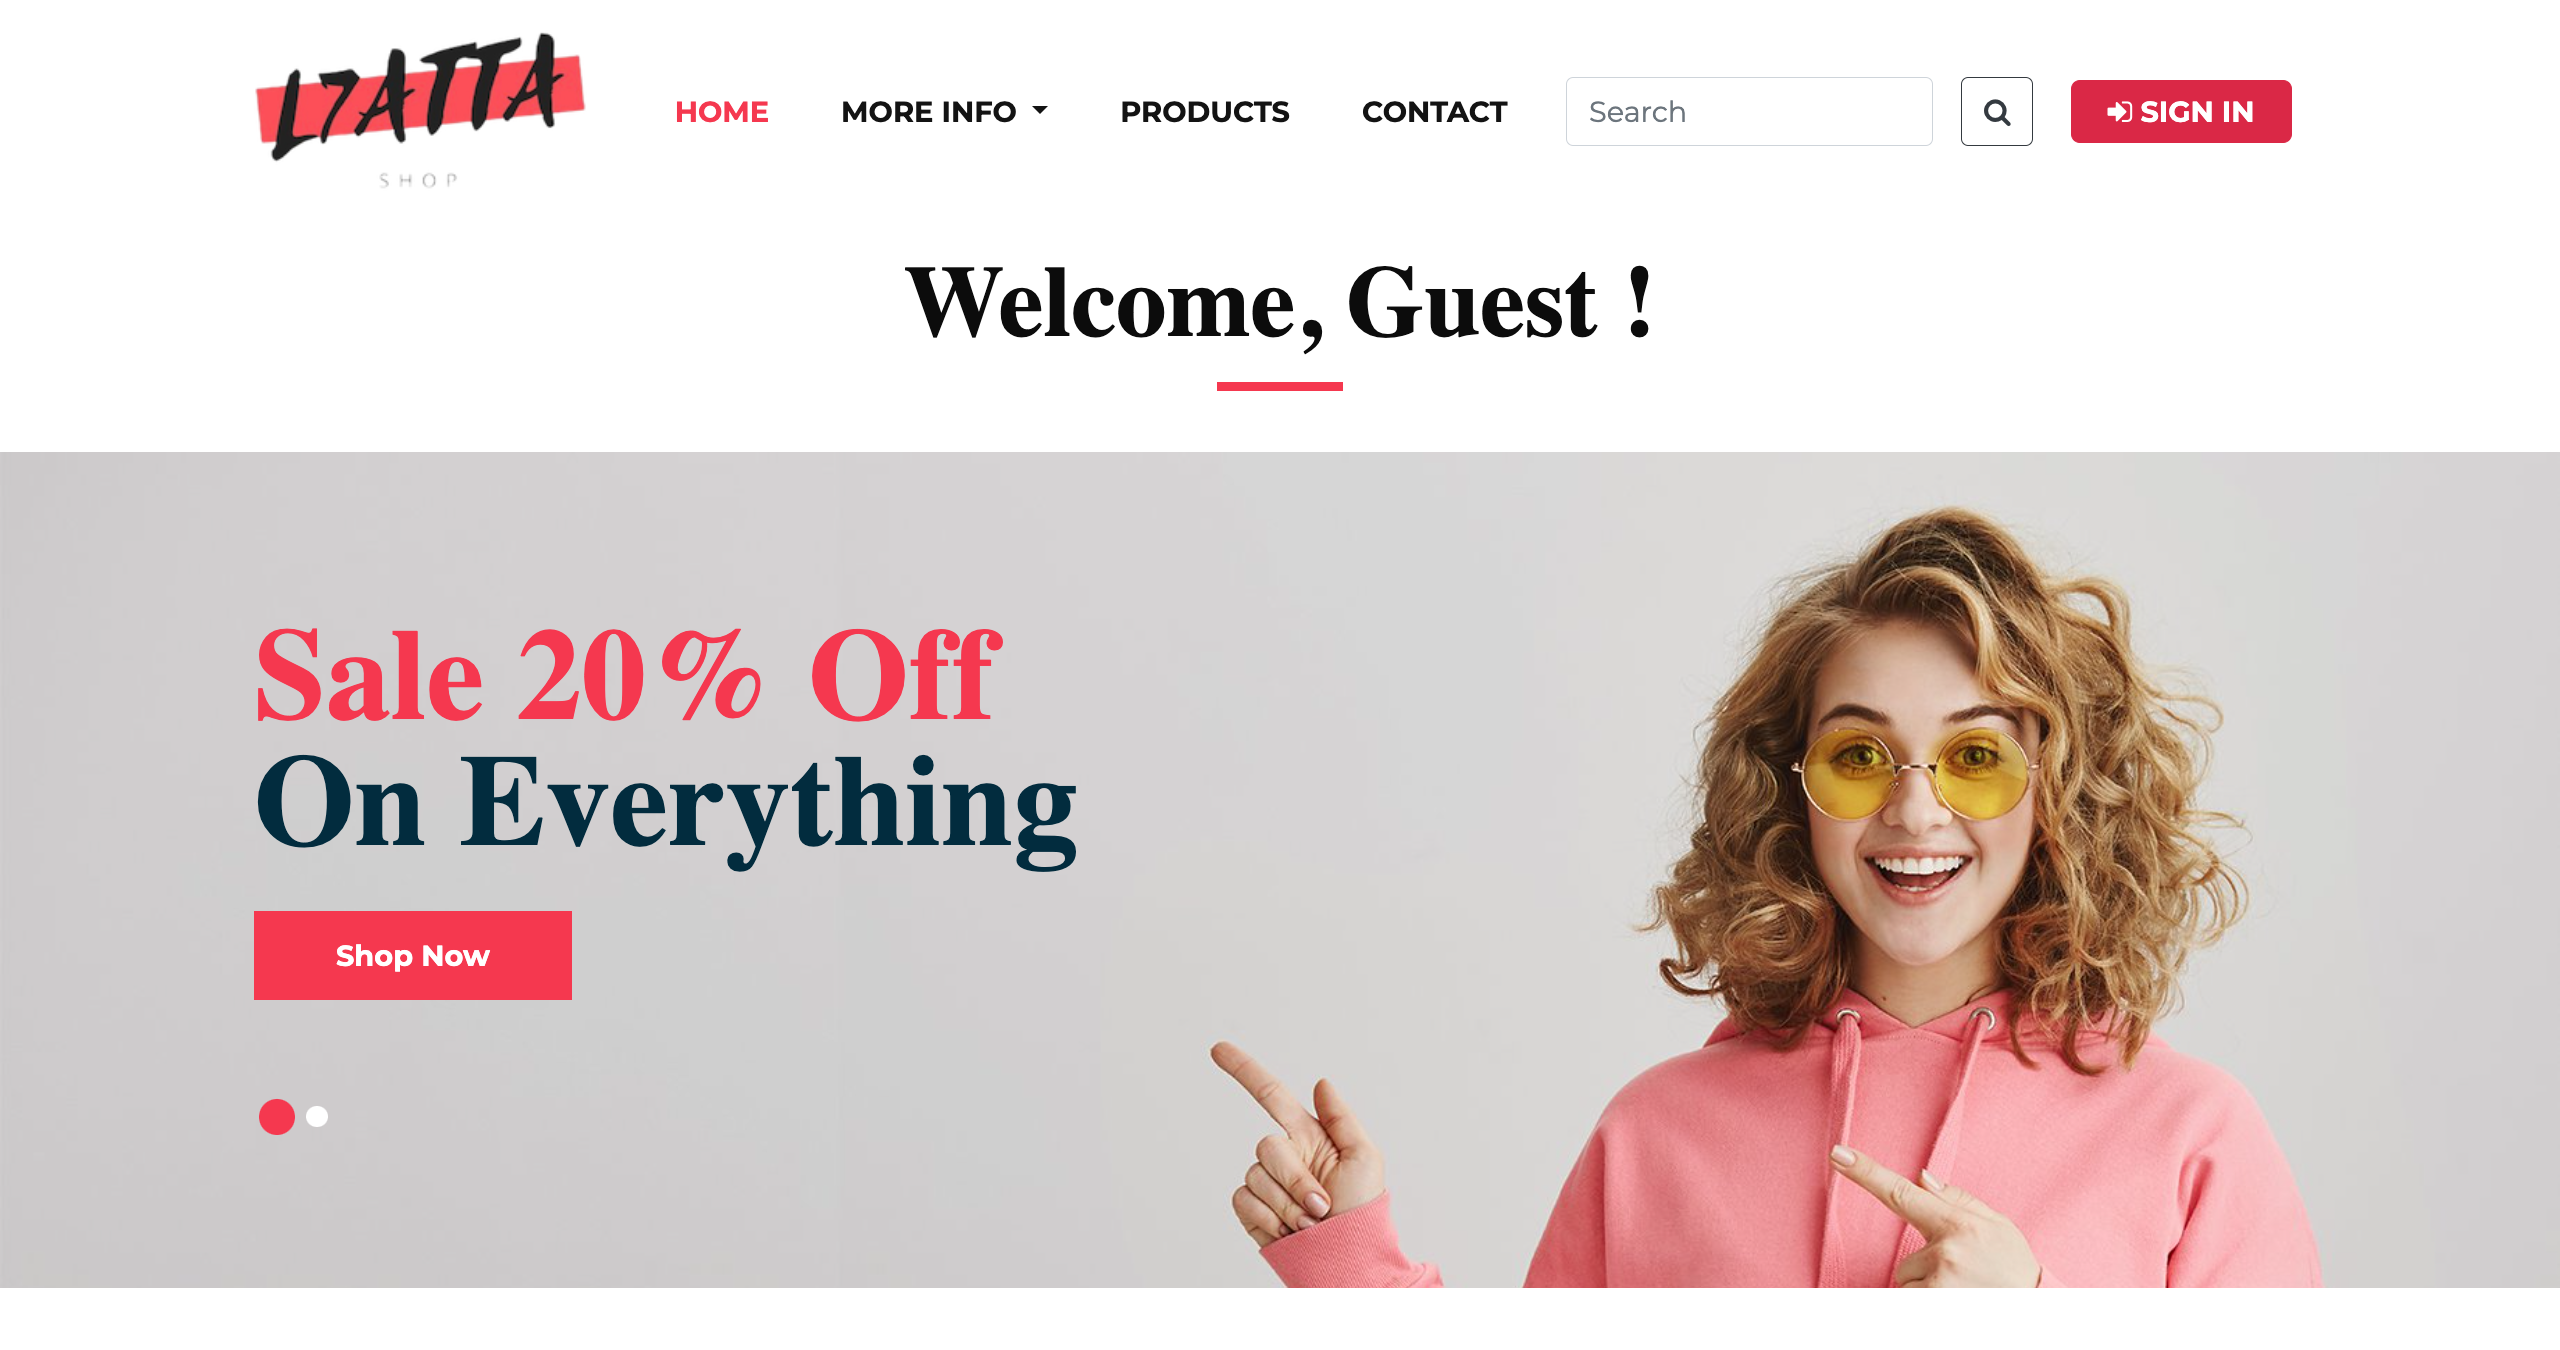 L7ATTA
SHOP
HOME
MORE INFO
PRODUCTS
CONTACT
Search
SIGN IN
Welcome, Guest !
Sale 20% Off
On Everything
Shop Now